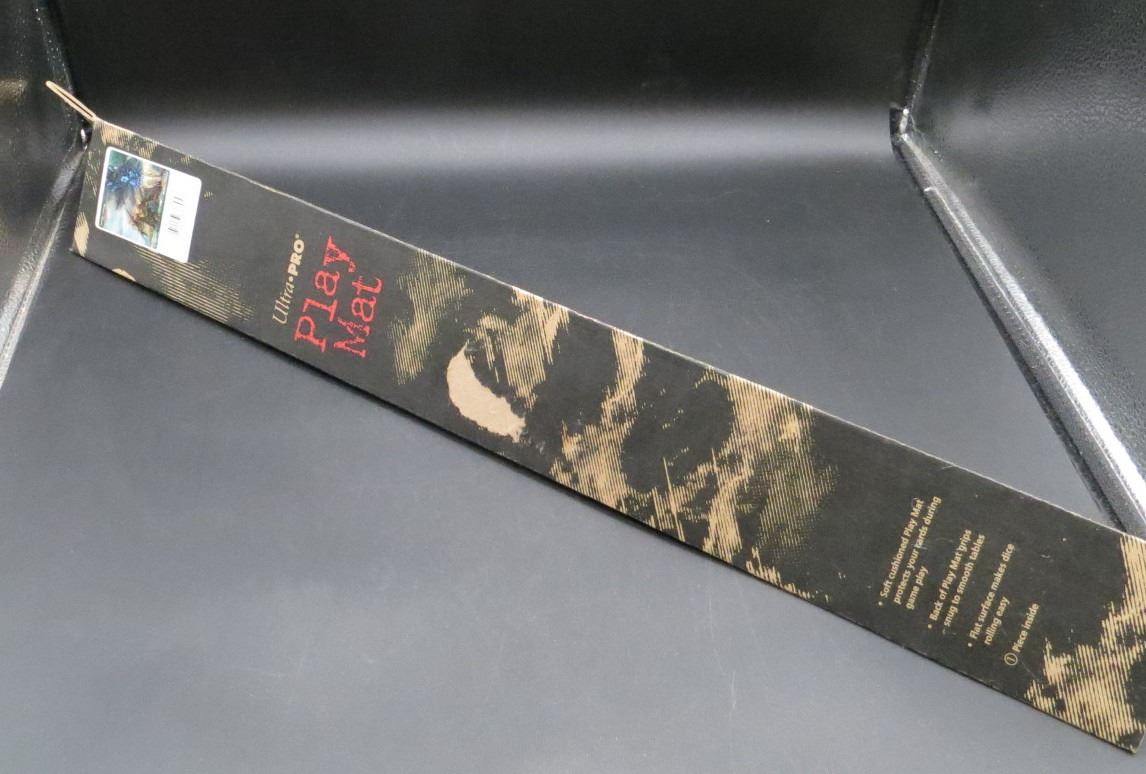 Ultra•PRO®
Play
Mat
• Soft cushioned Play Mat
protects your cards during
game play
• Back of Play Mat grips
snug to smooth tables
• Flat surface makes dice
rolling easy
① Piece inside